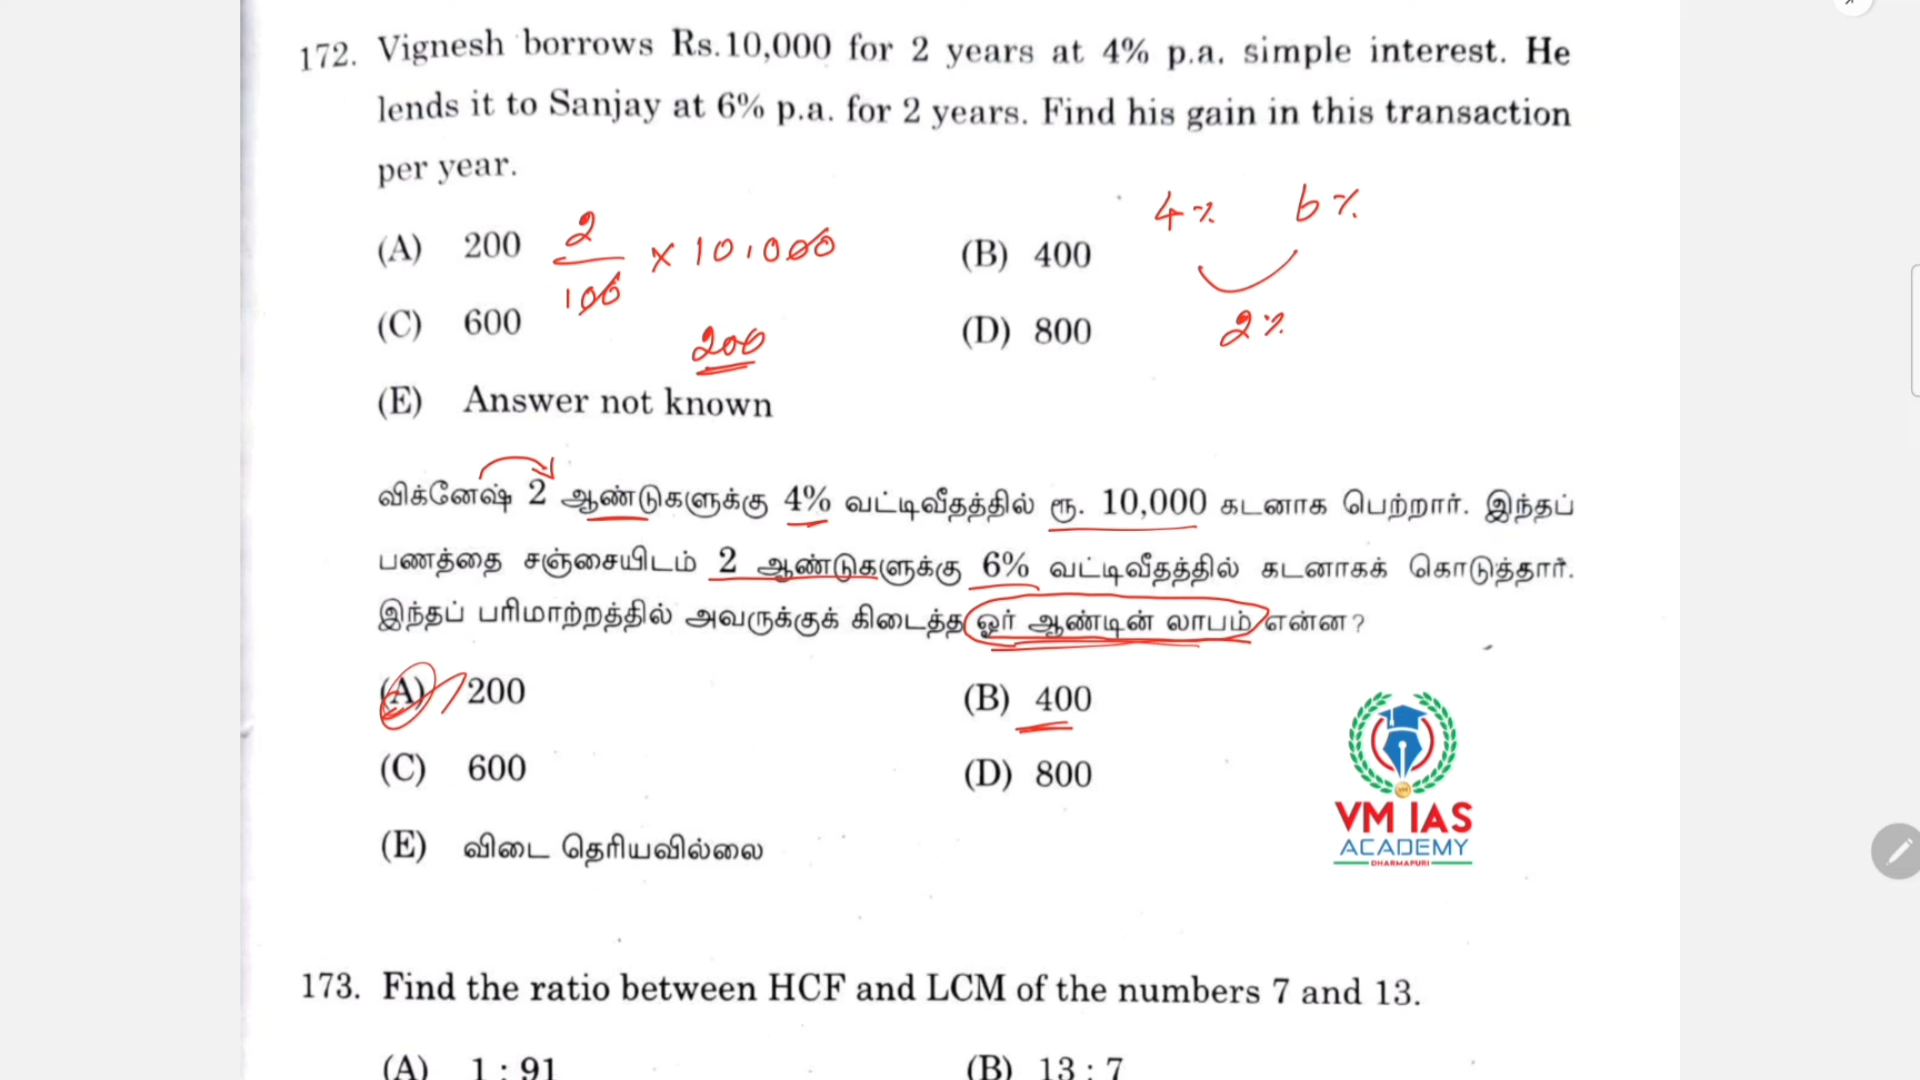 172. Vignesh borrows Rs.10,000 for 2 years at 4% p.a. simple interest. He
lends it to Sanjay at 6% p.a. for 2 years. Find his gain in this transaction
per year.
4% 6%
2%
(A) 200 (B) 400
2/100 × 10,000
(C) 600 (D) 800
200
(E) Answer not known
விக்னேஷ் 2 ஆண்டுகளுக்கு 4% வட்டிவீதத்தில் ரூ. 10,000 கடனாக பெற்றார். இந்தப்
பணத்தை சஞ்சையிடம் 2 ஆண்டுகளுக்கு 6% வட்டிவீதத்தில் கடனாகக் கொடுத்தார்.
இந்தப் பரிமாற்றத்தில் அவருக்குக் கிடைத்த ஓர் ஆண்டின் லாபம் என்ன?
(A) 200 (B) 400
(C) 600 (D) 800
(E) விடை தெரியவில்லை
VM IAS
ACADEMY
DHARMAPURI
173. Find the ratio between HCF and LCM of the numbers 7 and 13.
(A) 1 : 91 (B) 13 : 7